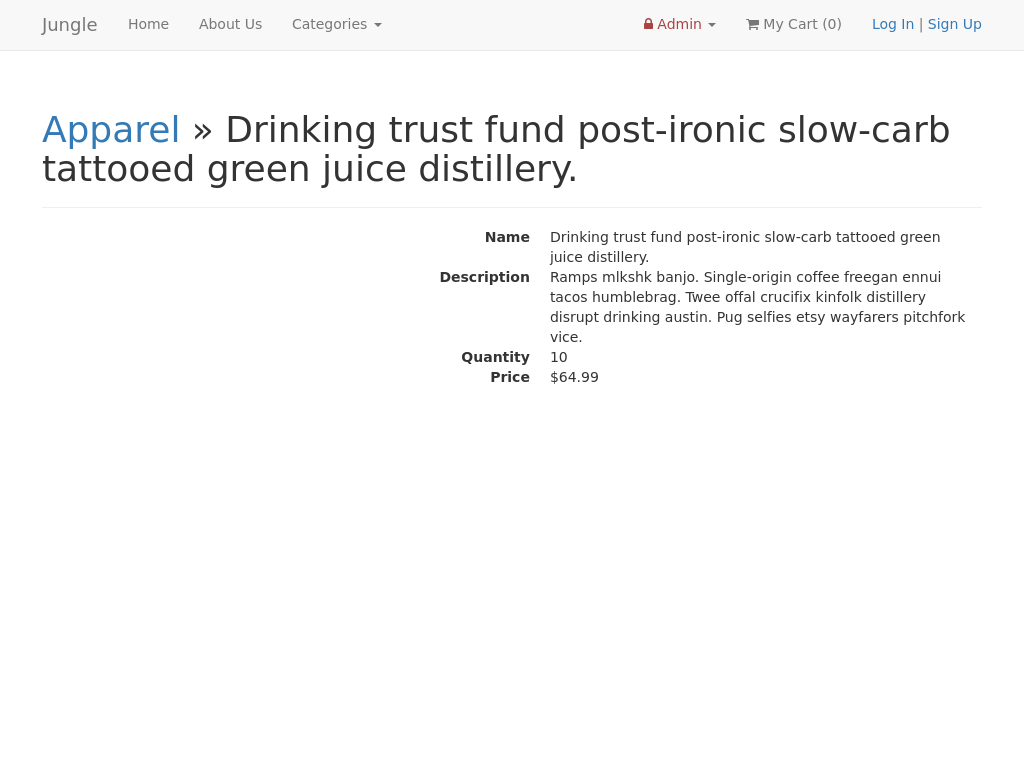 Jungle Home About Us Categories Admin My Cart (0) Log In | Sign Up
Apparel » Drinking trust fund post-ironic slow-carb
tattooed green juice distillery.
Name Drinking trust fund post-ironic slow-carb tattooed green
juice distillery.
Description Ramps mlkshk banjo. Single-origin coffee freegan ennui
tacos humblebrag. Twee offal crucifix kinfolk distillery
disrupt drinking austin. Pug selfies etsy wayfarers pitchfork
vice.
Quantity 10
Price $64.99